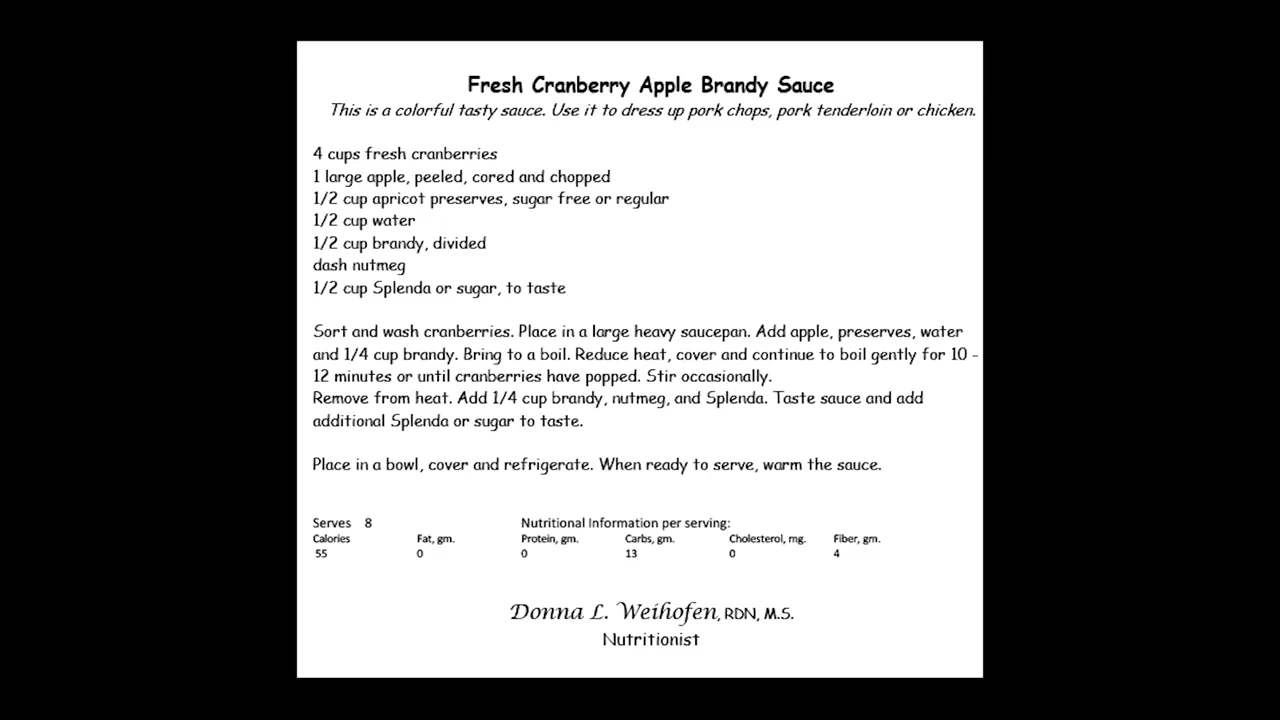 Fresh Cranberry Apple Brandy Sauce
This is a colorful tasty sauce. Use it to dress up pork chops, pork tenderloin or chicken.
4 cups fresh cranberries
1 large apple, peeled, cored and chopped
1/2 cup apricot preserves, sugar free or regular
1/2 cup water
1/2 cup brandy, divided
dash nutmeg
1/2 cup Splenda or sugar, to taste
Sort and wash cranberries. Place in a large heavy saucepan. Add apple, preserves, water
and 1/4 cup brandy. Bring to a boil. Reduce heat, cover and continue to boil gently for 10 -
12 minutes or until cranberries have popped. Stir occasionally.
Remove from heat. Add 1/4 cup brandy, nutmeg, and Splenda. Taste sauce and add
additional Splenda or sugar to taste.
Place in a bowl, cover and refrigerate. When ready to serve, warm the sauce.
Serves 8 Nutritional Information per serving:
Calories Fat, gm. Protein, gm. Carbs, gm. Cholesterol, mg. Fiber, gm.
55 0 0 13 0 4
Donna L. Weihofen, RDN, M.S.
Nutritionist